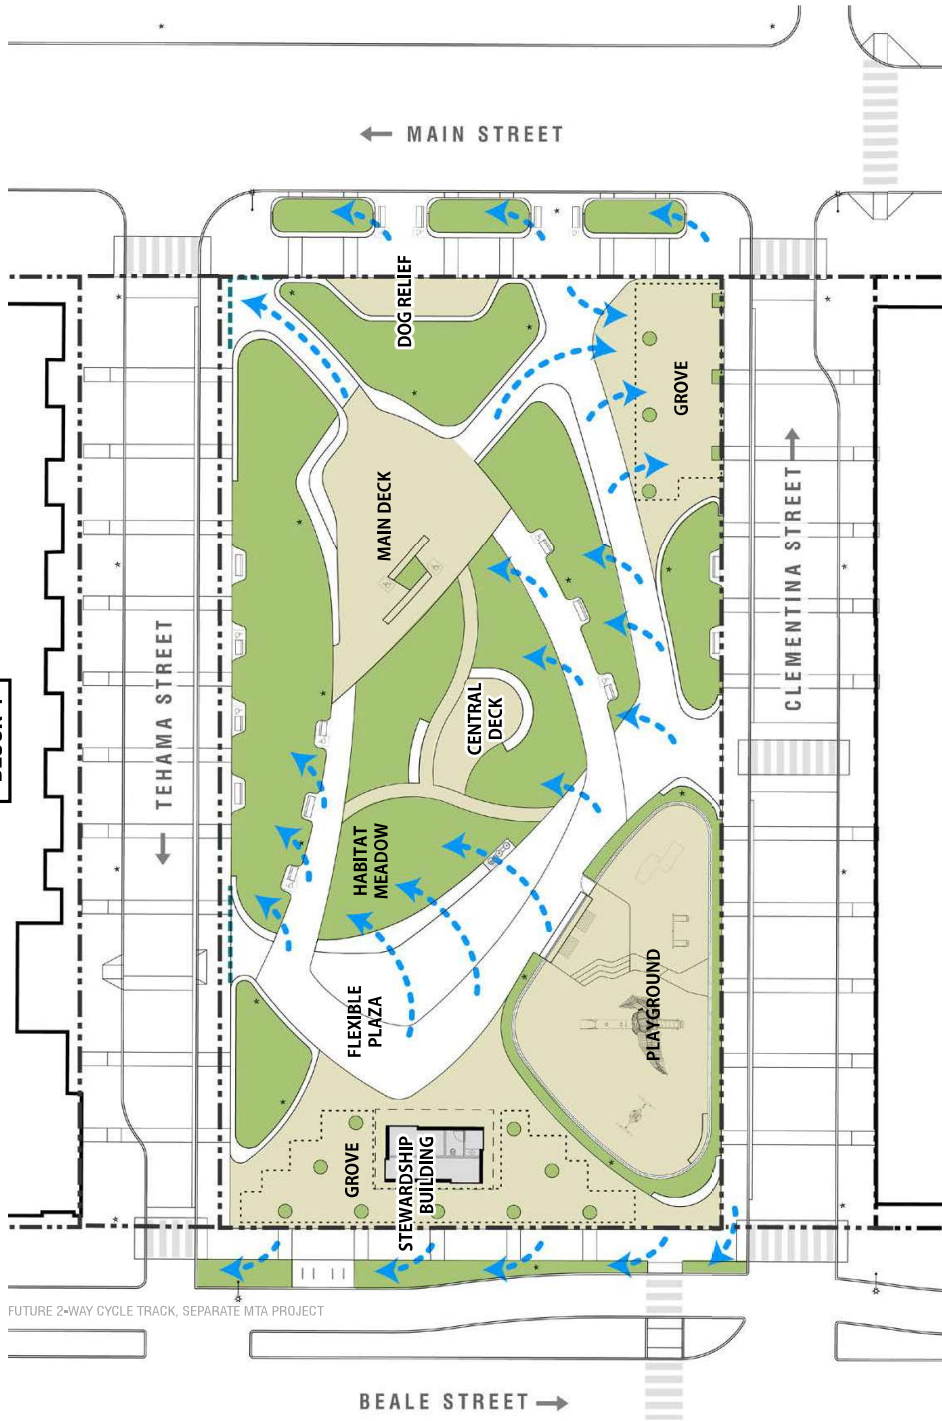 MAIN STREET
DOG RELIEF
GROVE
MAIN DECK
CLEMENTINA STREET
TEHAMA STREET
CENTRAL
DECK
HABITAT
MEADOW
PLAYGROUND
FLEXIBLE
PLAZA
GROVE
STEWARDSHIP
BUILDING
FUTURE 2-WAY CYCLE TRACK, SEPARATE MTA PROJECT
BEALE STREET